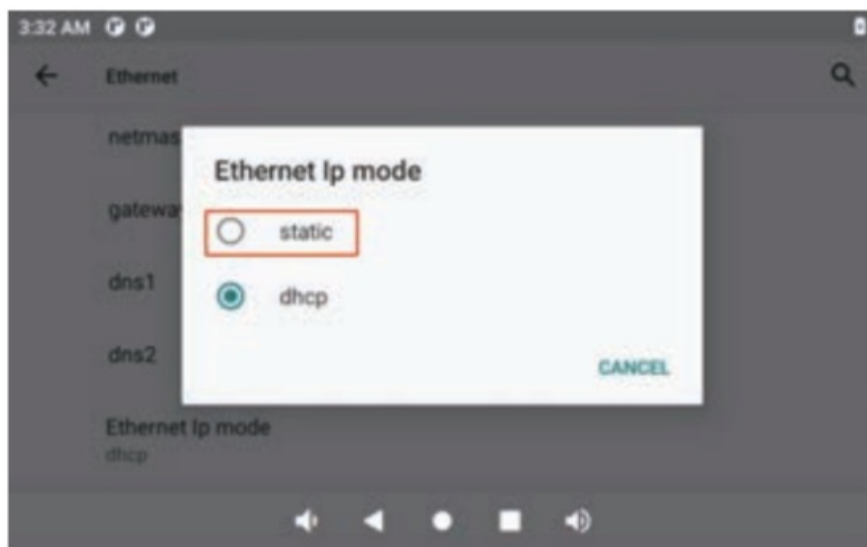 3:32 AM
Ethernet
netmas
Ethernet Ip mode
gatewa
static
dns1
dhcp
dns2
CANCEL
Ethernet Ip mode
dhcp